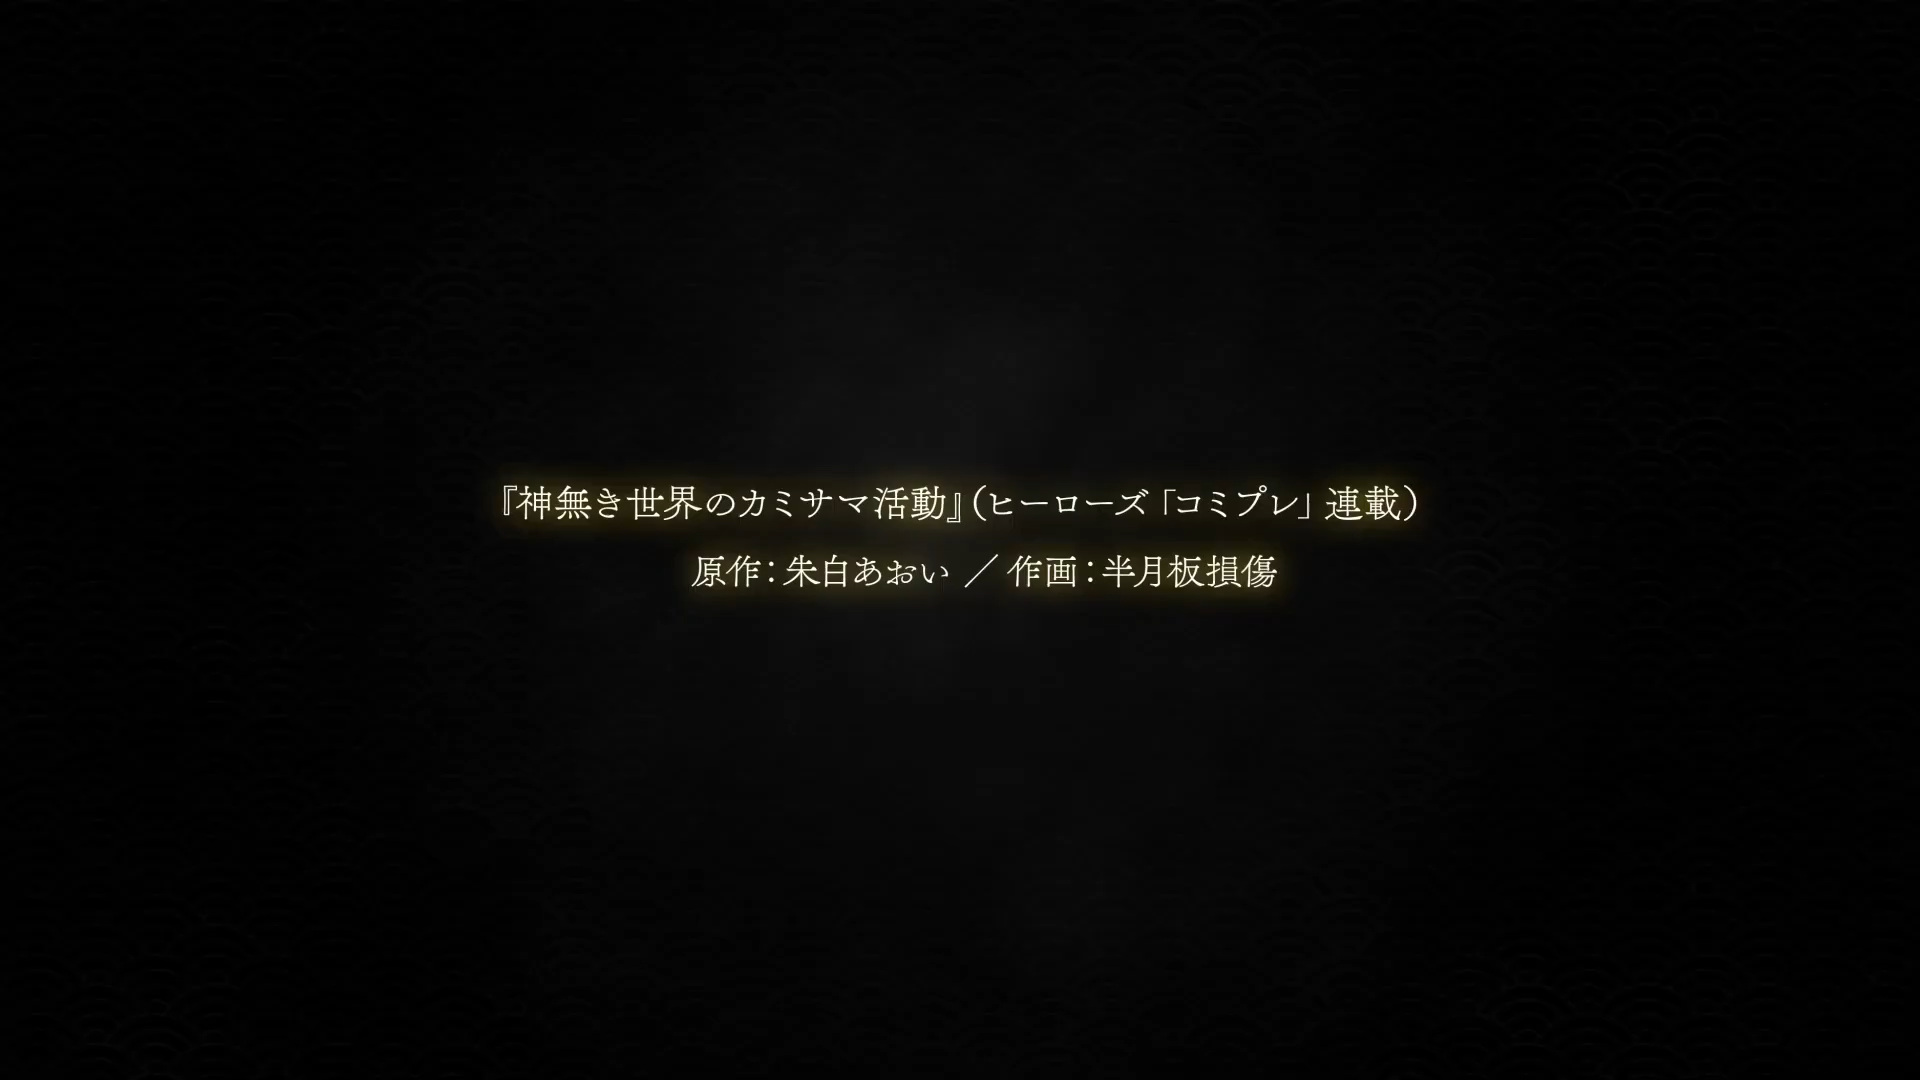 『神無き世界のカミサマ活動』（ヒーローズ「コミプレ」連載）
原作：朱白あおい ／ 作画：半月板損傷